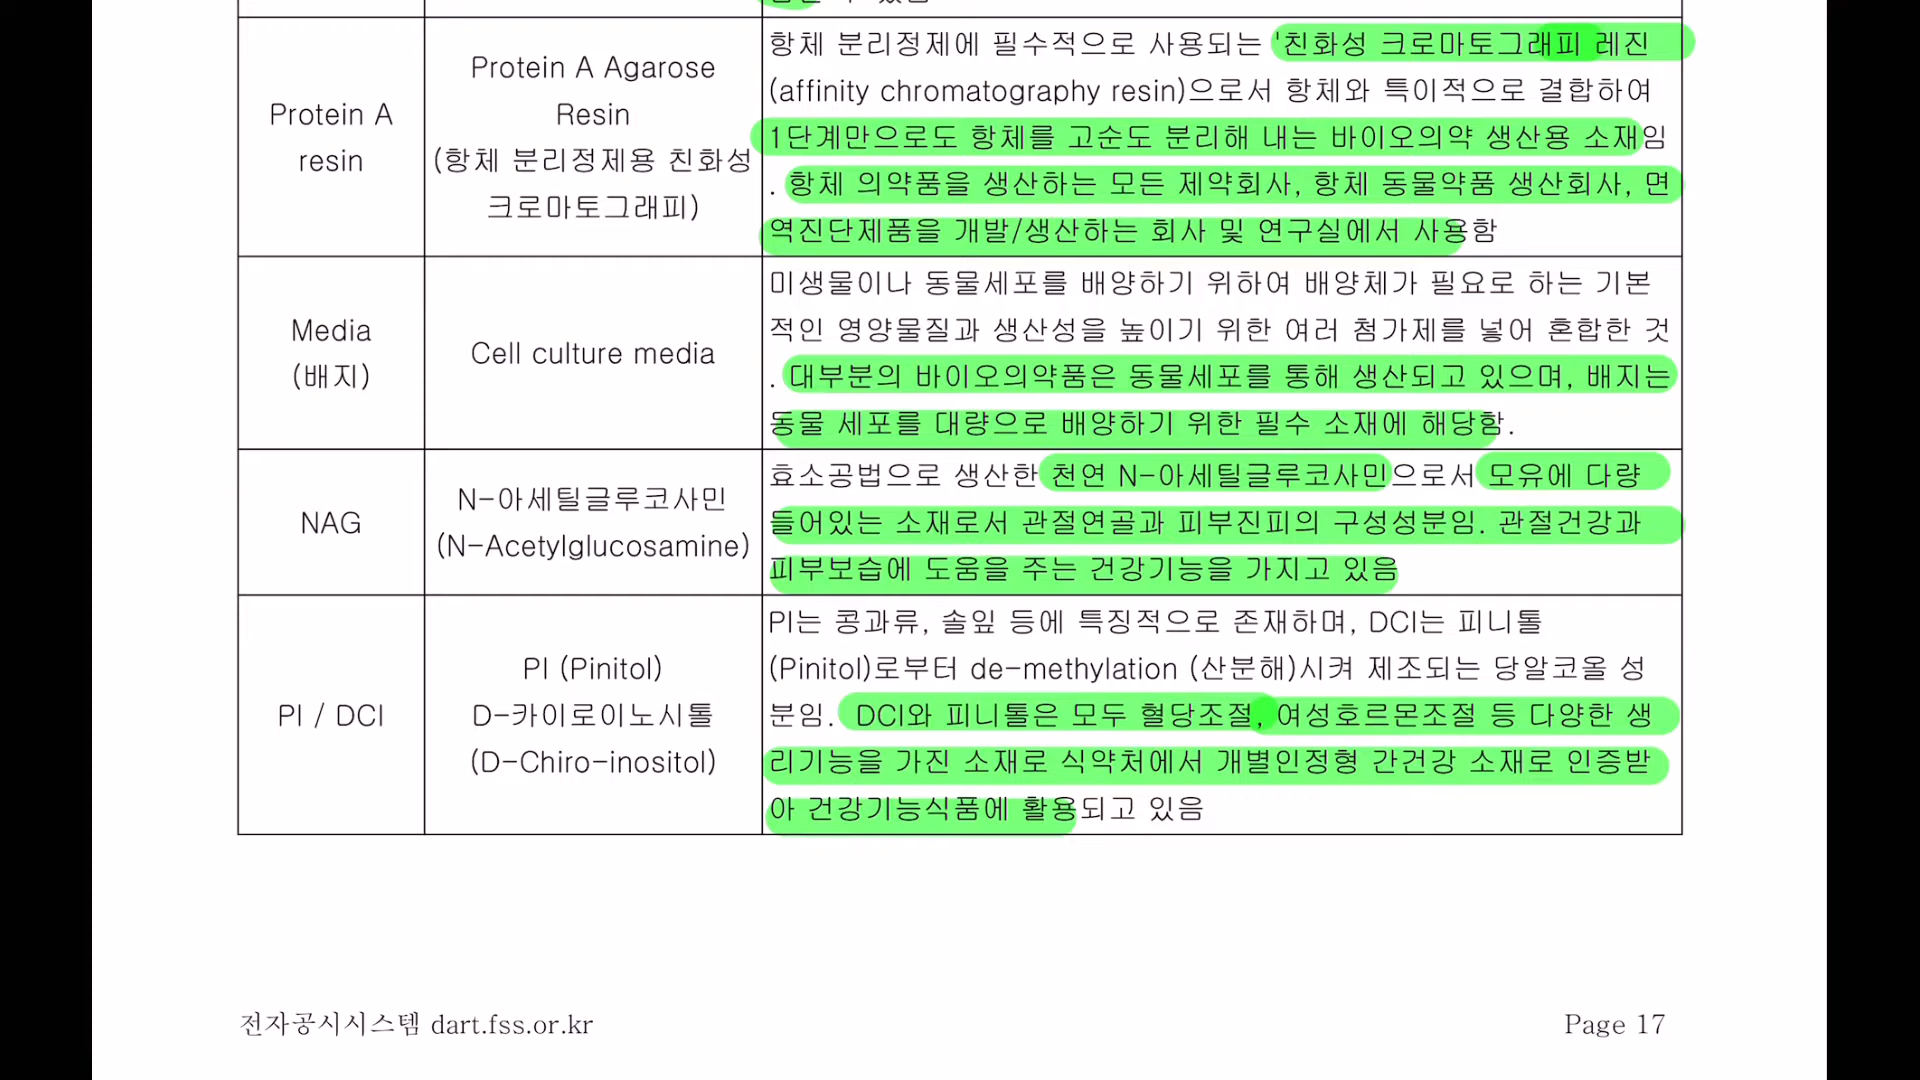 Protein A
resin
Protein A Agarose
Resin
(항체 분리정제용 친화성
크로마토그래피)
항체 분리정제에 필수적으로 사용되는 '친화성 크로마토그래피 레진
(affinity chromatography resin)으로서 항체와 특이적으로 결합하여
1단계만으로도 항체를 고순도 분리해 내는 바이오의약 생산용 소재임
. 항체 의약품을 생산하는 모든 제약회사, 항체 동물약품 생산회사, 면
역진단제품을 개발/생산하는 회사 및 연구실에서 사용함
Media
(배지)
Cell culture media
미생물이나 동물세포를 배양하기 위하여 배양체가 필요로 하는 기본
적인 영양물질과 생산성을 높이기 위한 여러 첨가제를 넣어 혼합한 것
. 대부분의 바이오의약품은 동물세포를 통해 생산되고 있으며, 배지는
동물 세포를 대량으로 배양하기 위한 필수 소재에 해당함.
NAG
N-아세틸글루코사민
(N-Acetylglucosamine)
효소공법으로 생산한 천연 N-아세틸글루코사민으로서 모유에 다량
들어있는 소재로서 관절연골과 피부진피의 구성성분임. 관절건강과
피부보습에 도움을 주는 건강기능을 가지고 있음
PI / DCI
PI (Pinitol)
D-카이로이노시톨
(D-Chiro-inositol)
PI는 콩과류, 솔잎 등에 특징적으로 존재하며, DCI는 피니톨
(Pinitol)로부터 de-methylation (산분해)시켜 제조되는 당알코올 성
분임. DCI와 피니톨은 모두 혈당조절, 여성호르몬조절 등 다양한 생
리기능을 가진 소재로 식약처에서 개별인정형 간건강 소재로 인증받
아 건강기능식품에 활용되고 있음
전자공시시스템 dart.fss.or.kr
Page 17